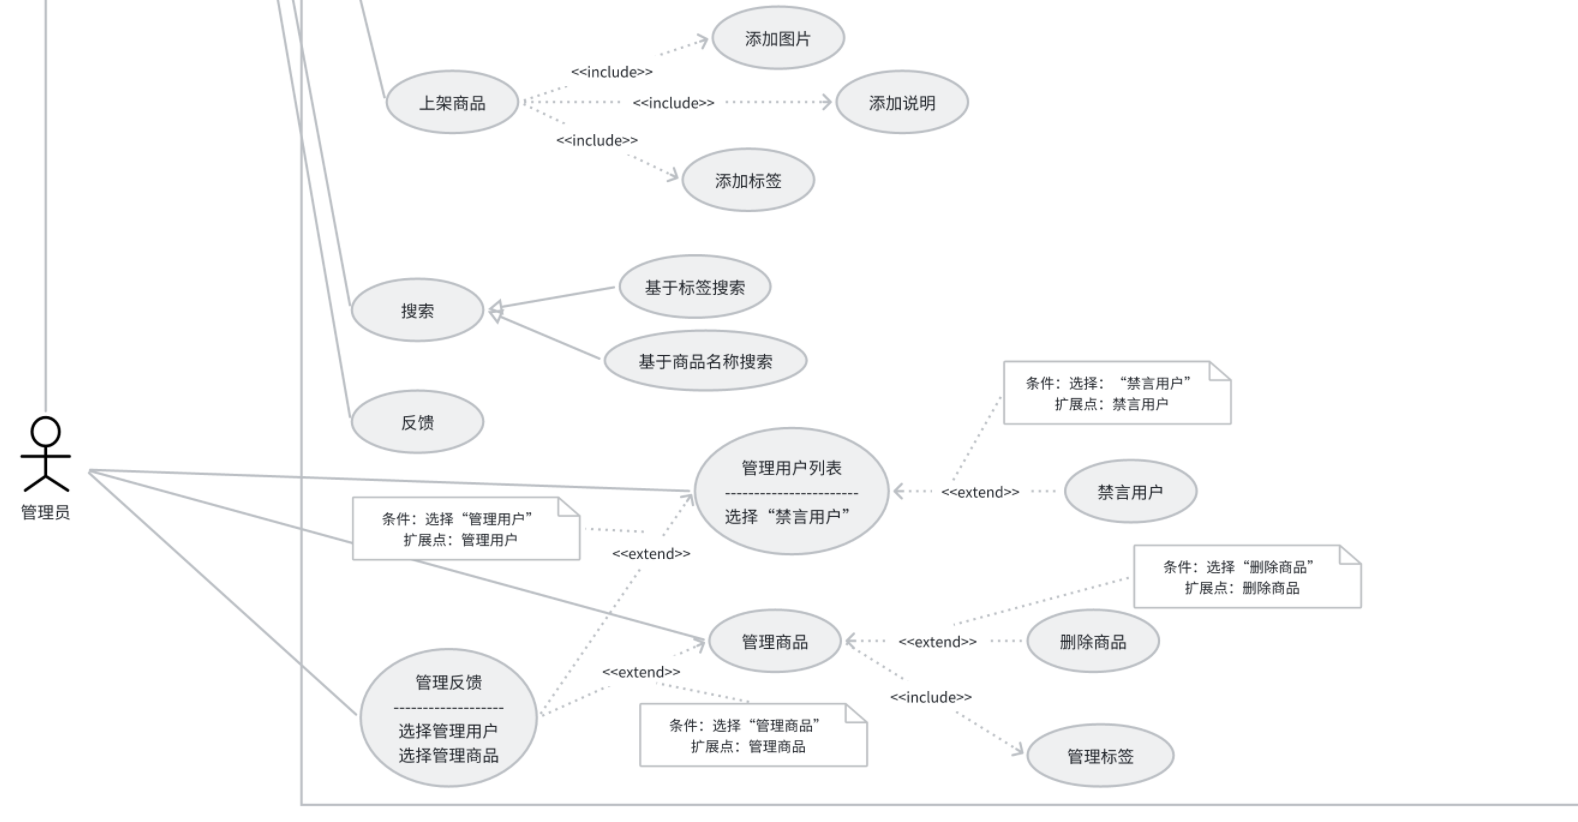 添加图片
<<include>>
上架商品
<<include>>
添加说明
<<include>>
添加标签
基于标签搜索
搜索
基于商品名称搜索
条件：选择：“禁言用户”
扩展点：禁言用户
反馈
管理用户列表
-----------------------
选择“禁言用户”
<<extend>>
禁言用户
管理员
条件：选择“管理用户”
扩展点：管理用户
<<extend>>
条件：选择“删除商品”
扩展点：删除商品
管理商品
<<extend>>
删除商品
<<extend>>
管理反馈
-------------------
选择管理用户
选择管理商品
<<include>>
条件：选择“管理商品”
扩展点：管理商品
管理标签